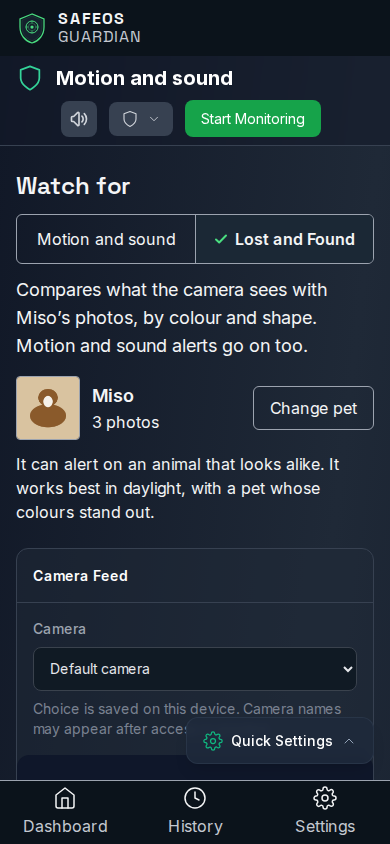 SAFEOS
GUARDIAN
Motion and sound
Start Monitoring
Watch for
Motion and sound
Lost and Found
Compares what the camera sees with
Miso’s photos, by colour and shape.
Motion and sound alerts go on too.
Miso
3 photos
Change pet
It can alert on an animal that looks alike. It
works best in daylight, with a pet whose
colours stand out.
Camera Feed
Camera
Default camera
Choice is saved on this device. Camera names
may appear after
Quick Settings
Dashboard
History
Settings